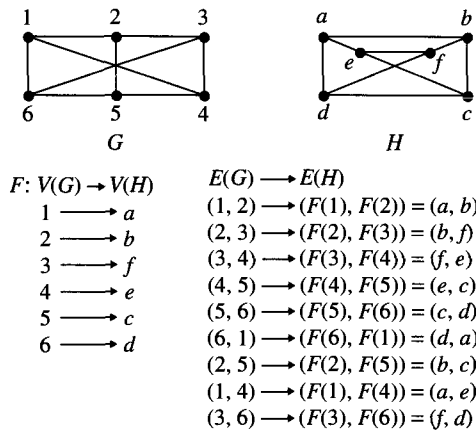 1 2 3
6 5 4
G
a b
e f
d c
H
F: V(G) → V(H)
1 → a
2 → b
3 → f
4 → e
5 → c
6 → d
E(G) → E(H)
(1, 2) → (F(1), F(2)) = (a, b)
(2, 3) → (F(2), F(3)) = (b, f)
(3, 4) → (F(3), F(4)) = (f, e)
(4, 5) → (F(4), F(5)) = (e, c)
(5, 6) → (F(5), F(6)) = (c, d)
(6, 1) → (F(6), F(1)) = (d, a)
(2, 5) → (F(2), F(5)) = (b, c)
(1, 4) → (F(1), F(4)) = (a, e)
(3, 6) → (F(3), F(6)) = (f, d)